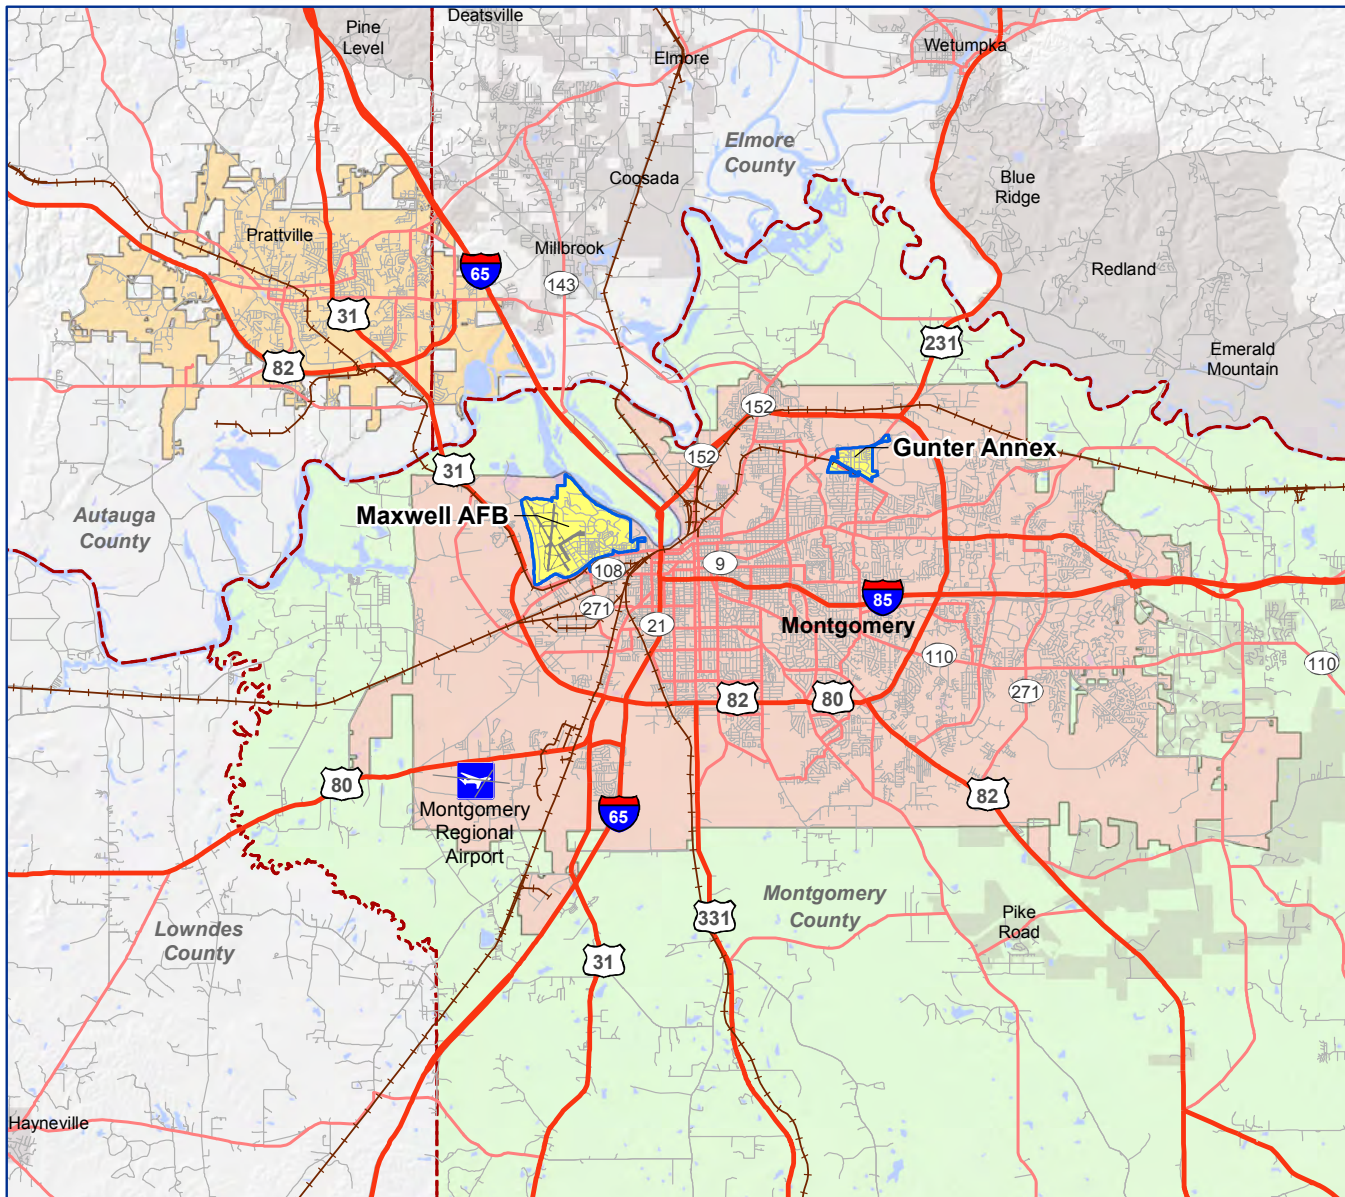 Deatsville
Pine
Level
Wetumpka
Elmore
Elmore
County
Coosada
Blue
Ridge
Prattville
Millbrook
Redland
65
143
31
231
Emerald
Mountain
82
152
Gunter Annex
152
31
Maxwell AFB
Autauga
County
9
108
85
271
21
Montgomery
110
110
271
82
80
80
82
Montgomery
Regional
Airport
65
Montgomery
County
331
Pike
Road
Lowndes
County
31
Hayneville